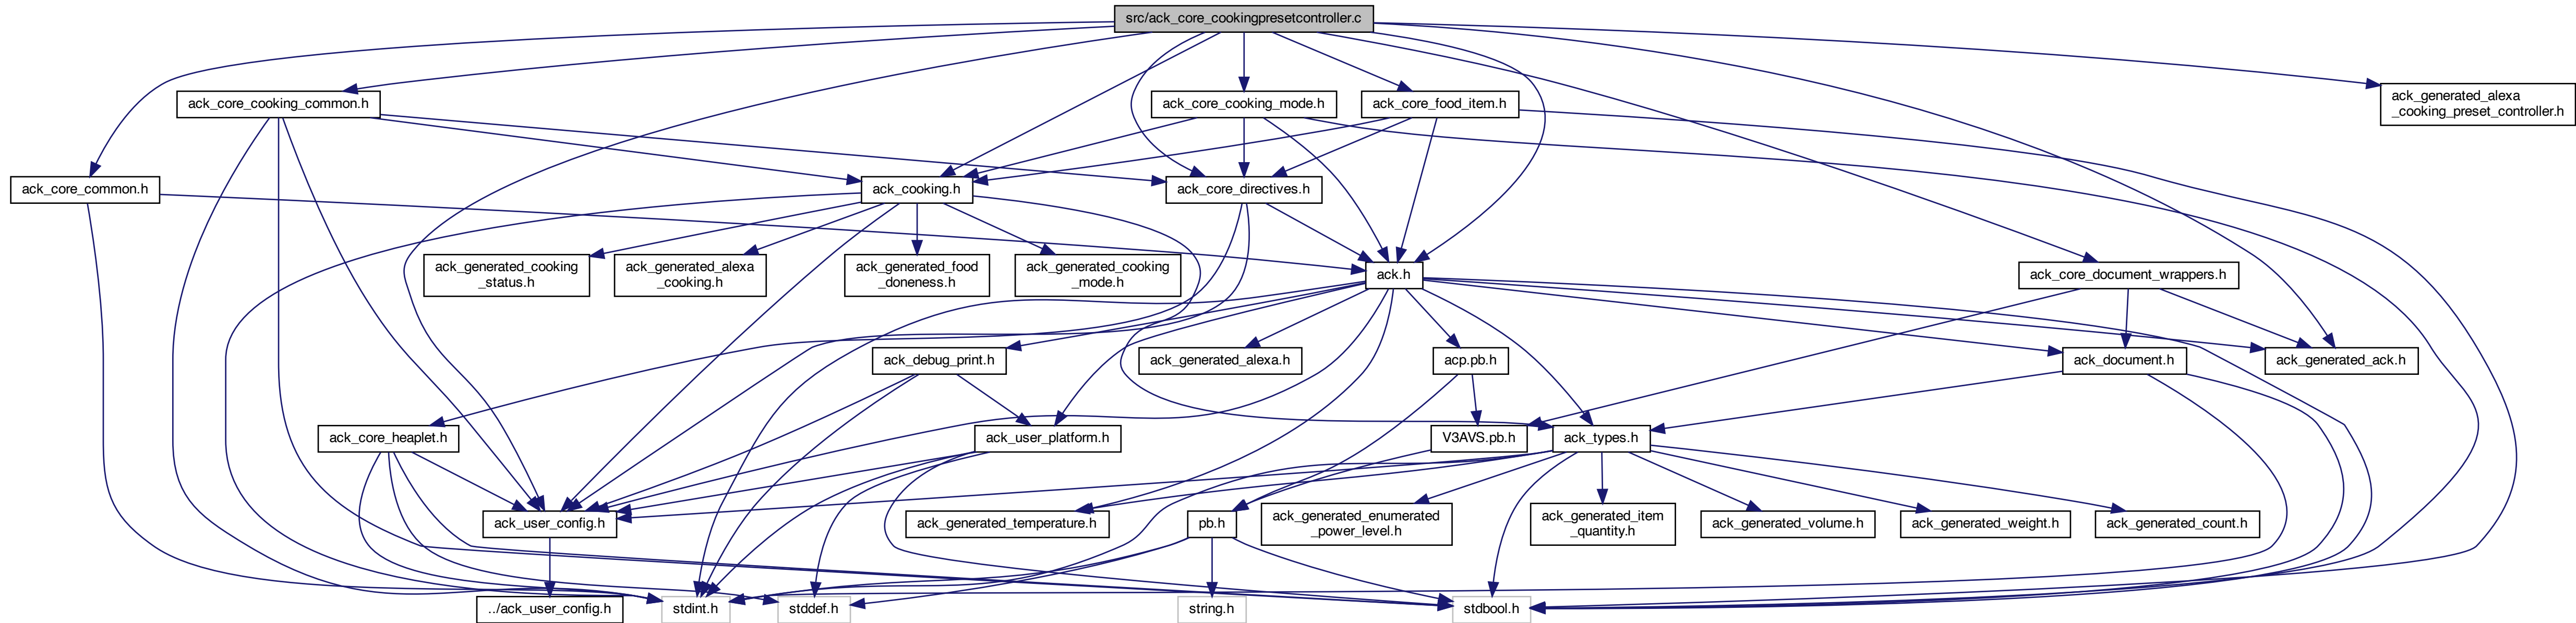 src/ack_core_cookingpresetcontroller.c
ack_core_cooking_common.h
ack_core_cooking_mode.h
ack_core_food_item.h
ack_generated_alexa
_cooking_preset_controller.h
ack_core_common.h
ack_cooking.h
ack_core_directives.h
ack_generated_cooking
_status.h
ack_generated_alexa
_cooking.h
ack_generated_food
_doneness.h
ack_generated_cooking
_mode.h
ack.h
ack_core_document_wrappers.h
ack_debug_print.h
ack_generated_alexa.h
acp.pb.h
ack_document.h
ack_generated_ack.h
ack_core_heaplet.h
ack_user_platform.h
V3AVS.pb.h
ack_types.h
ack_user_config.h
ack_generated_temperature.h
pb.h
ack_generated_enumerated
_power_level.h
ack_generated_item
_quantity.h
ack_generated_volume.h
ack_generated_weight.h
ack_generated_count.h
../ack_user_config.h
stdint.h
stddef.h
string.h
stdbool.h